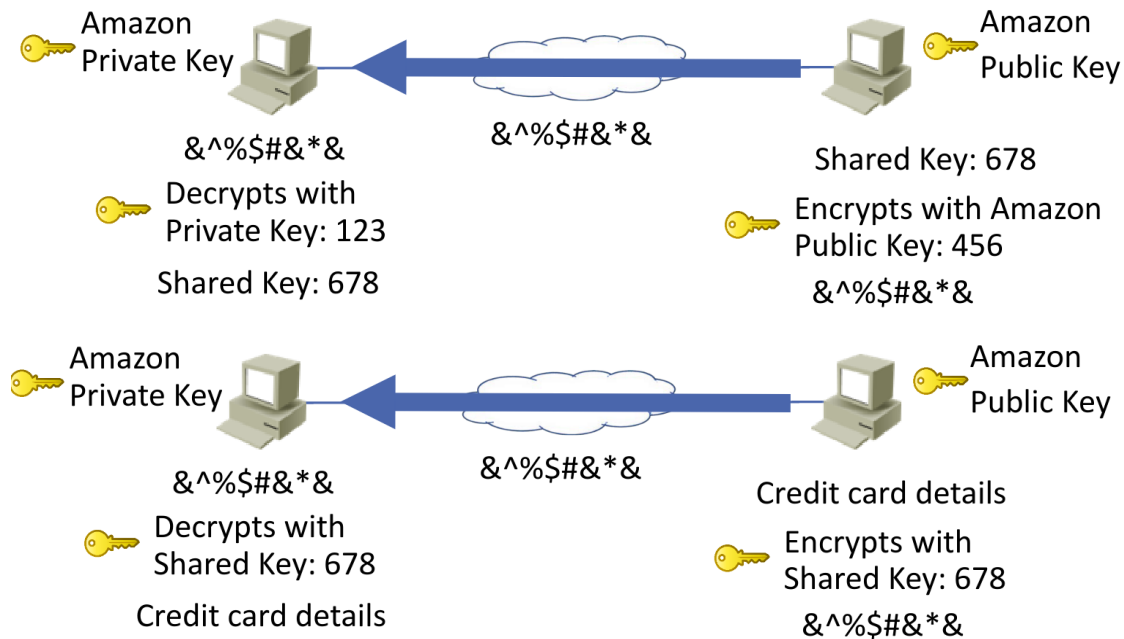 Amazon
Private Key
Amazon
Public Key
&^%$#&*&
&^%$#&*&
Shared Key: 678
Decrypts with
Private Key: 123
Encrypts with Amazon
Public Key: 456
Shared Key: 678
&^%$#&*&
Amazon
Private Key
Amazon
Public Key
&^%$#&*&
&^%$#&*&
Credit card details
Decrypts with
Shared Key: 678
Encrypts with
Shared Key: 678
Credit card details
&^%$#&*&